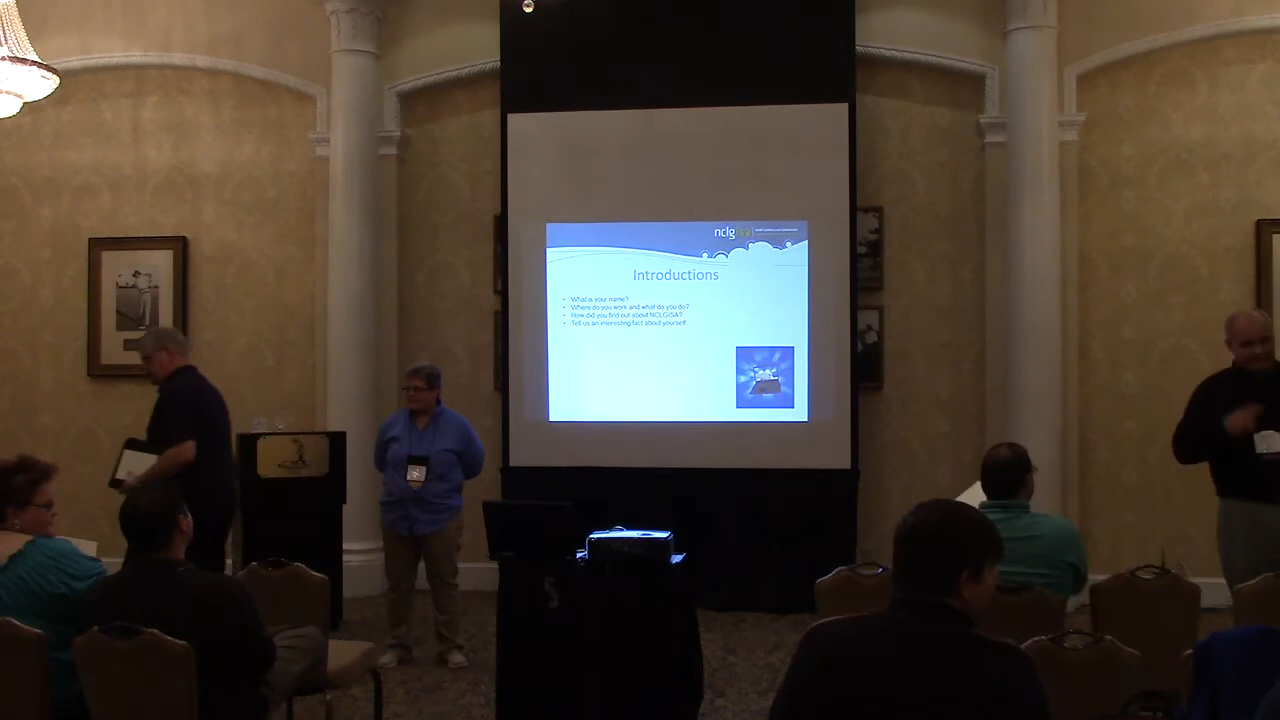 nclg
Introductions
• What is your name?
• Where do you work and what do you do?
• How did you find out about NCLGISA?
• Tell us an interesting fact about yourself.